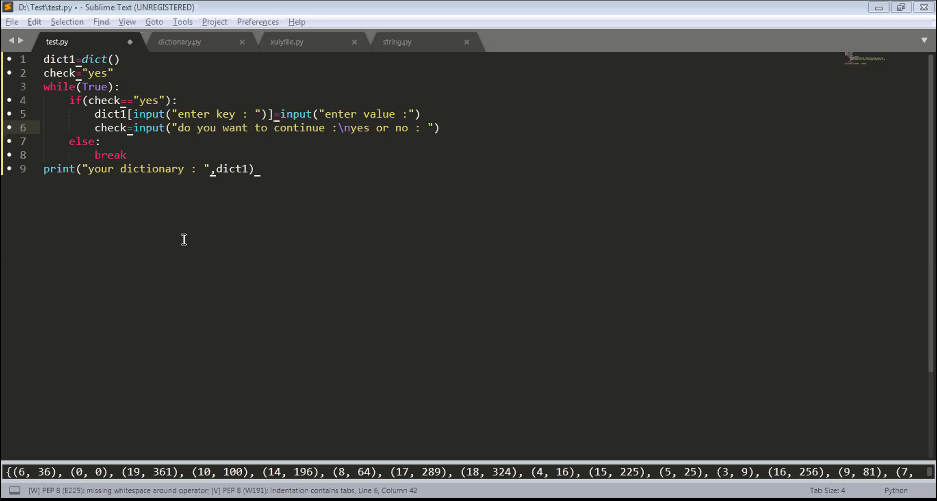 D:\Test\test.py • - Sublime Text (UNREGISTERED)
File Edit Selection Find View Goto Tools Project Preferences Help
test.py dictionary.py xulyfile.py string.py
1 dict1=dict()
2 check="yes"
3 while(True):
4 if(check=="yes"):
5 dict1[input("enter key : ")]=input("enter value :")
6 check=input("do you want to continue :\nyes or no : ")
7 else:
8 break
9 print("your dictionary : ",dict1)
{(6, 36), (0, 0), (19, 361), (10, 100), (14, 196), (8, 64), (17, 289), (18, 324), (4, 16), (15, 225), (5, 25), (3, 9), (16, 256), (9, 81), (7,
[W] PEP 8 (E225): missing whitespace around operator; [V] PEP 8 (W191): indentation contains tabs, Line 6, Column 42 Tab Size: 4 Python